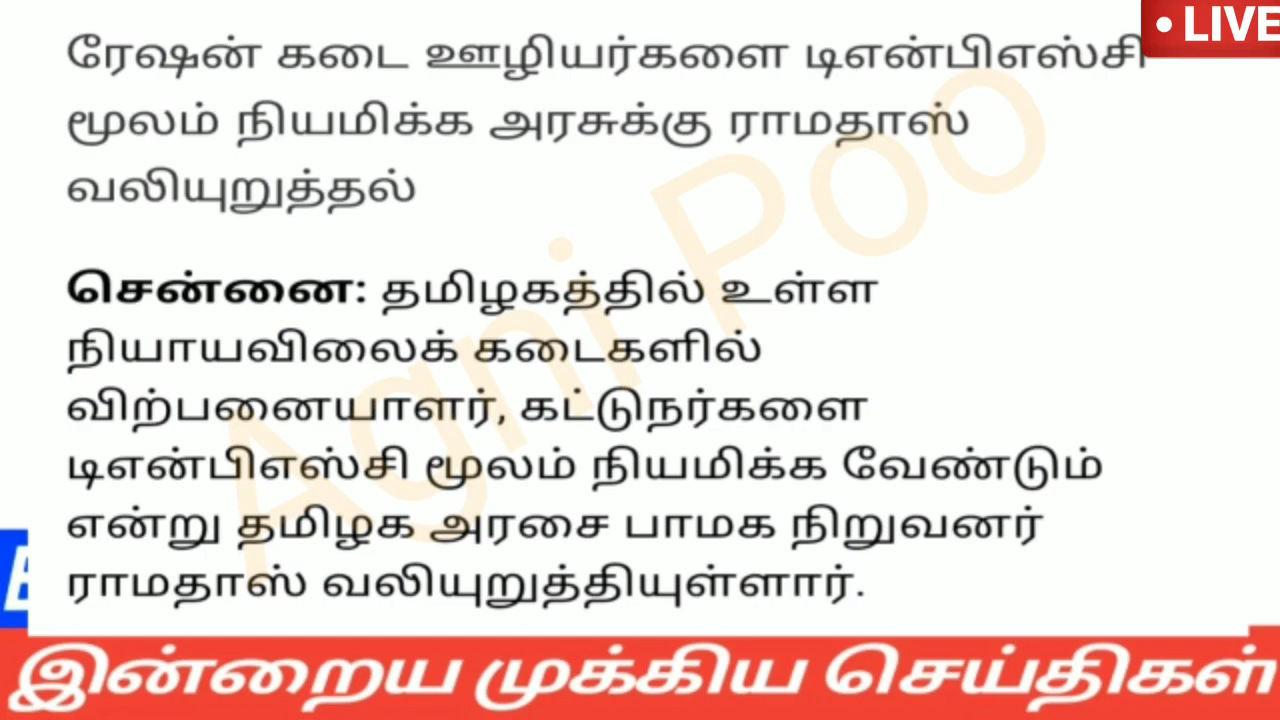 LIVE
ரேஷன் கடை ஊழியர்களை டிஎன்பிஎஸ்சி
மூலம் நியமிக்க அரசுக்கு ராமதாஸ்
வலியுறுத்தல்
சென்னை: தமிழகத்தில் உள்ள
நியாயவிலைக் கடைகளில்
விற்பனையாளர், கட்டுநர்களை
டிஎன்பிஎஸ்சி மூலம் நியமிக்க வேண்டும்
என்று தமிழக அரசை பாமக நிறுவனர்
ராமதாஸ் வலியுறுத்தியுள்ளார்.
Agni Poo
இன்றைய முக்கிய செய்திகள்